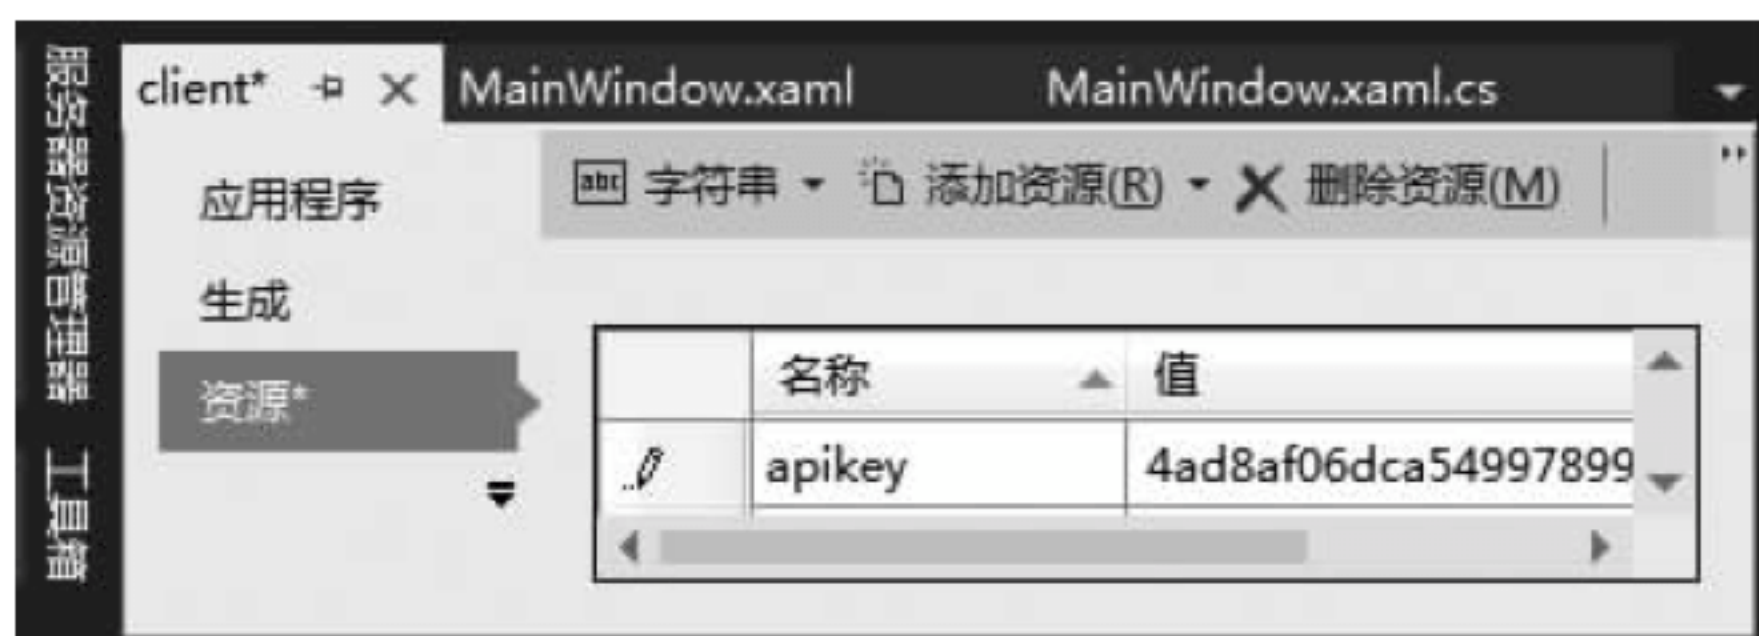 服务器资源管理器 工具箱
client* MainWindow.xaml MainWindow.xaml.cs
abc 字符串 添加资源(R) 删除资源(M)
应用程序
生成
资源*
名称 值
apikey 4ad8af06dca54997899